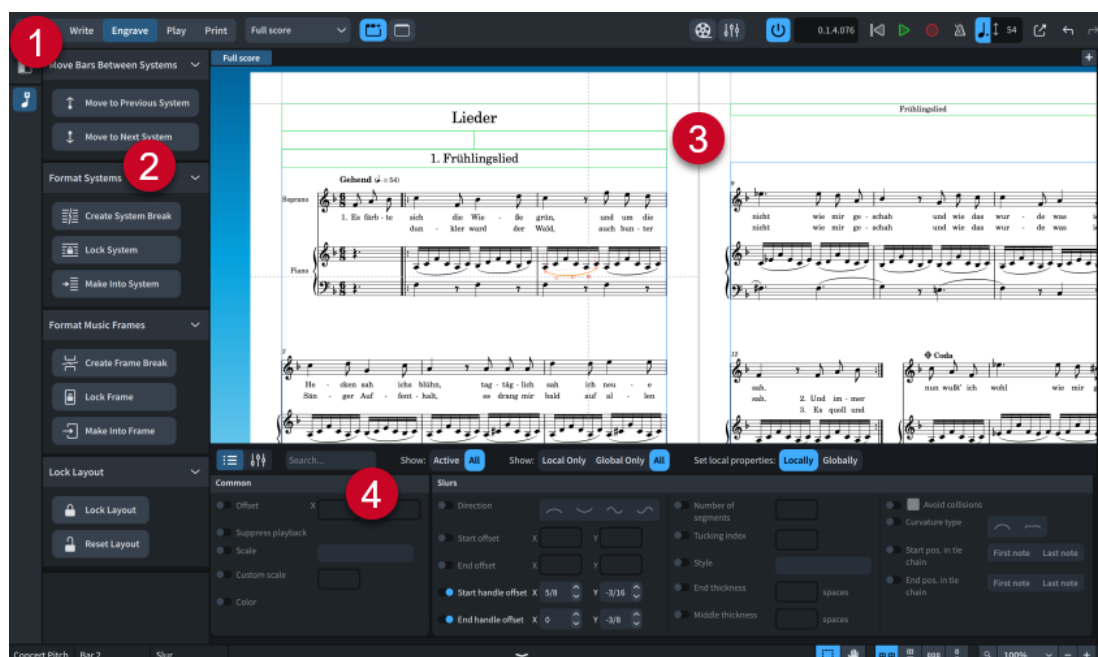 1
Write Engrave Play Print Full score 0.1.4.076 54
Move Bars Between Systems
Move to Previous System
Move to Next System
2
Format Systems
Create System Break
Lock System
Make Into System
Format Music Frames
Create Frame Break
Lock Frame
Make Into Frame
Lock Layout
Lock Layout
Reset Layout
Full score
Lieder
1. Frühlingslied
Gehend (♩. = 54)
Soprano
1. Es färb - te sich die Wie - ße grün, und um die
dun - kler ward der Wald, auch bun - ter
Piano
7
He - cken sah ichs blühn, tag - täg - lich sah ich neu - e
Sän - ger Auf - fent - halt, es drang mir bald auf al - len
3
Frühlingslied
nicht wie mir ge - schah und wie das wur - de was
nicht wie mir ge - schah und wie das wur - de was
Coda
sah. 2. Und im - mer nun wußt' ich wohl wie mir
sah. 3. Es quoll und
Search... Show: Active All Show: Local Only Global Only All Set local properties: Locally Globally
4
Common
Offset X
Suppress playback
Scale
Custom scale
Color
Slurs
Direction
Start offset X Y
End offset X Y
Start handle offset X 5/8 Y -3/16
End handle offset X 0 Y -3/8
Number of
segments
Tucking index
Style
End thickness spaces
Middle thickness spaces
Avoid collisions
Curvature type
Start pos. in tie
chain First note Last note
End pos. in tie
chain First note Last note
Concert Pitch Bar 2 Slur 100%